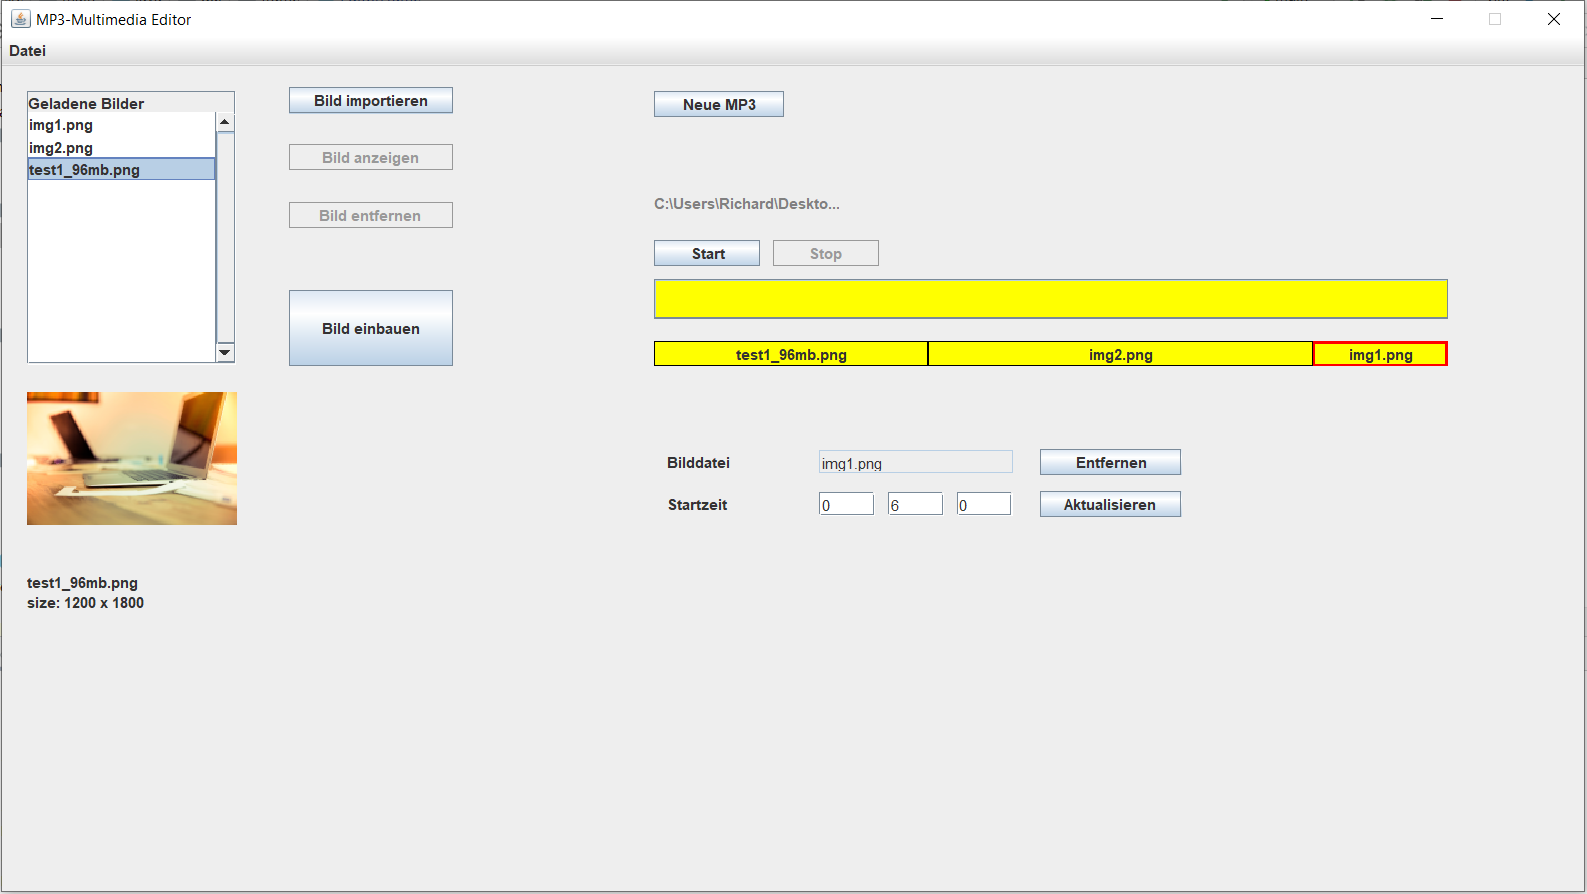 MP3-Multimedia Editor
Datei
Geladene Bilder
img1.png
img2.png
test1_96mb.png
Bild importieren
Bild anzeigen
Bild entfernen
Bild einbauen
test1_96mb.png
size: 1200 x 1800
Neue MP3
C:\Users\Richard\Deskto...
Start Stop
test1_96mb.png img2.png img1.png
Bilddatei img1.png Entfernen
Startzeit 0 6 0 Aktualisieren